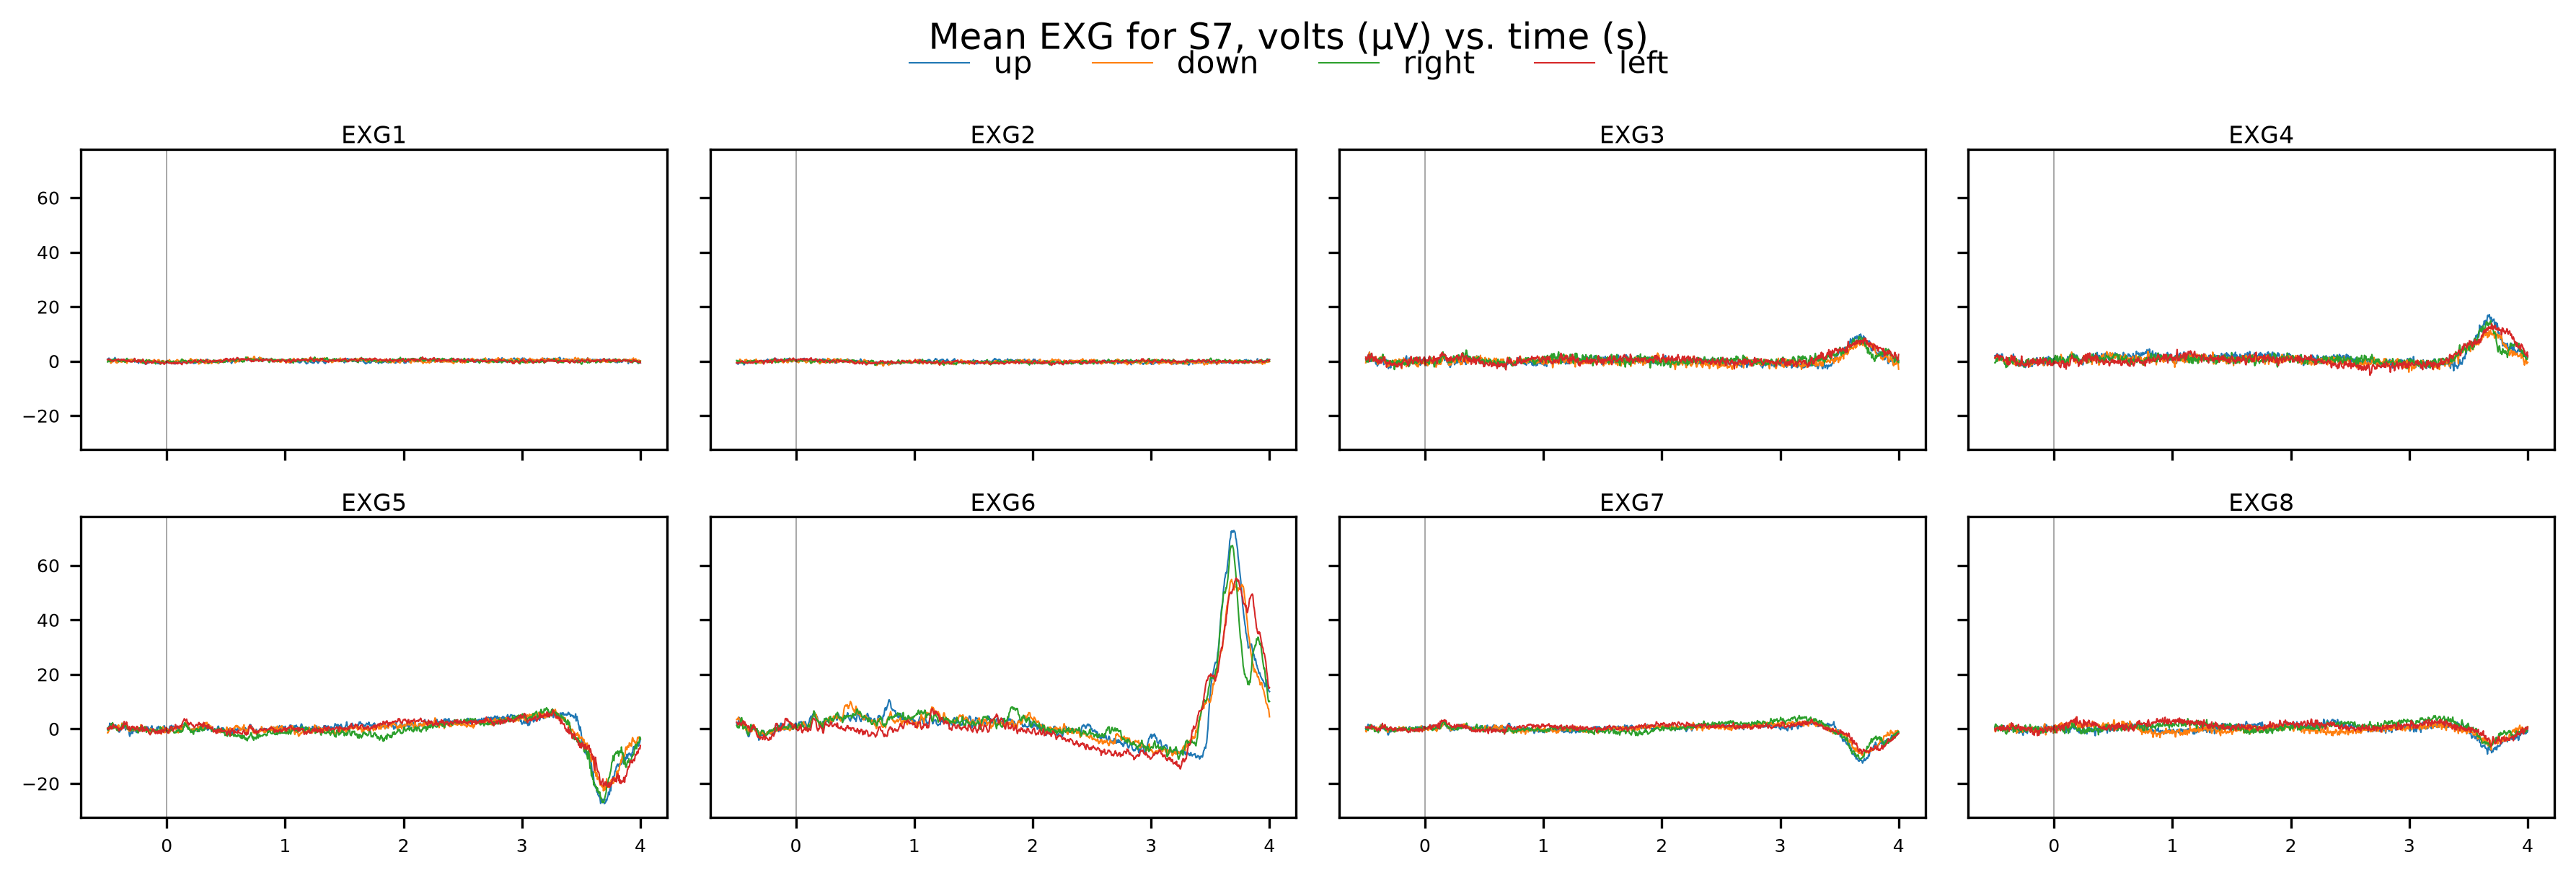 Mean EXG for S7, volts (µV) vs. time (s)
up down right left
EXG1 EXG2 EXG3 EXG4
60
40
20
0
−20
EXG5 EXG6 EXG7 EXG8
60
40
20
0
−20
0 1 2 3 4 0 1 2 3 4 0 1 2 3 4 0 1 2 3 4